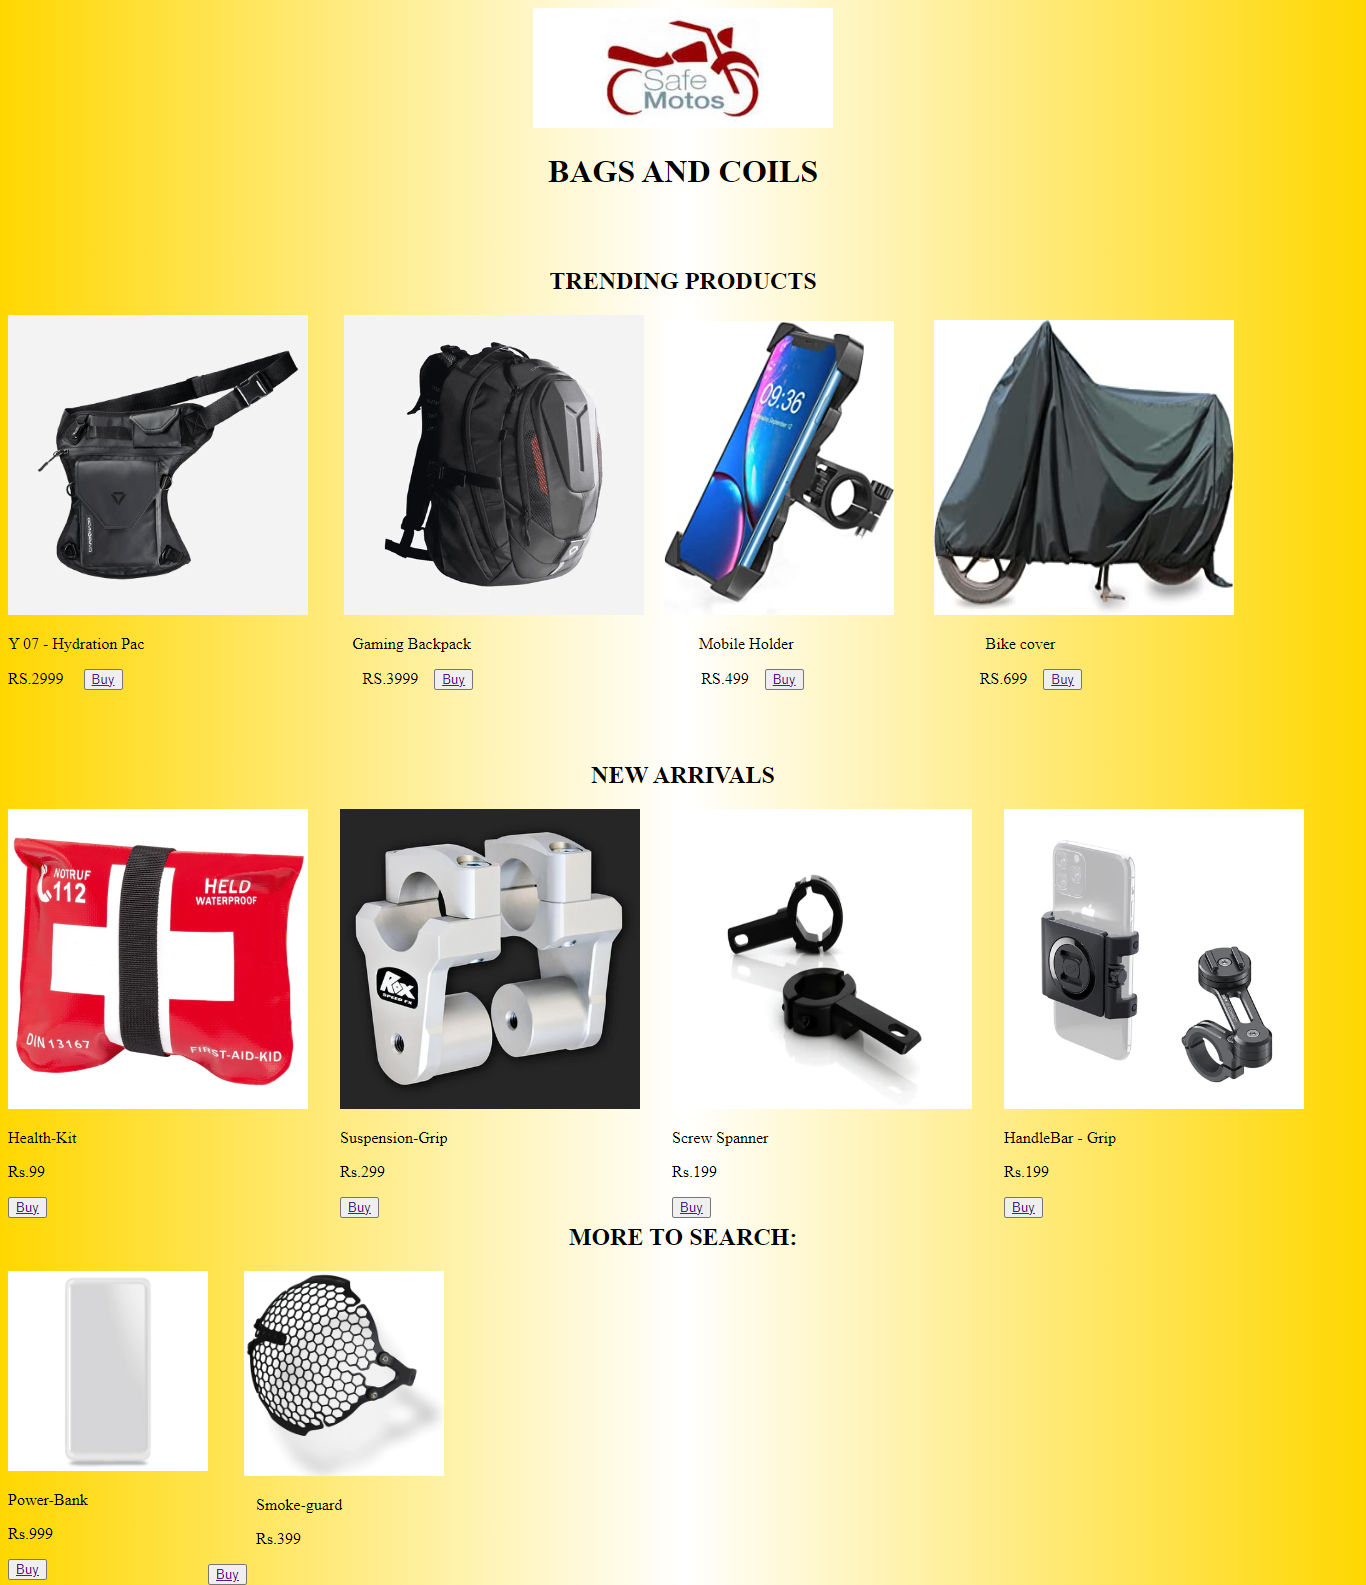 Safe
Motos
BAGS AND COILS
TRENDING PRODUCTS
09:36
Y 07 - Hydration Pac
Gaming Backpack
Mobile Holder
Bike cover
RS.2999 Buy
RS.3999 Buy
RS.499 Buy
RS.699 Buy
NEW ARRIVALS
NOTRUF
112
HELD
WATERPROOF
DIN 13167
FIRST-AID-KID
ROX
SPEED FX
Health-Kit
Suspension-Grip
Screw Spanner
HandleBar - Grip
Rs.99
Rs.299
Rs.199
Rs.199
Buy
Buy
Buy
Buy
MORE TO SEARCH:
Power-Bank
Smoke-guard
Rs.999
Rs.399
Buy
Buy